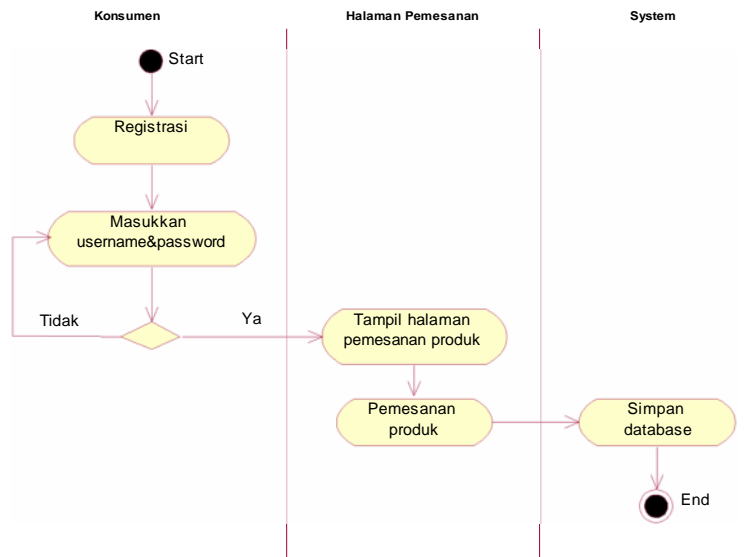 Konsumen
Halaman Pemesanan
System
Start
Registrasi
Masukkan
username&password
Tidak
Ya
Tampil halaman
pemesanan produk
Pemesanan
produk
Simpan
database
End